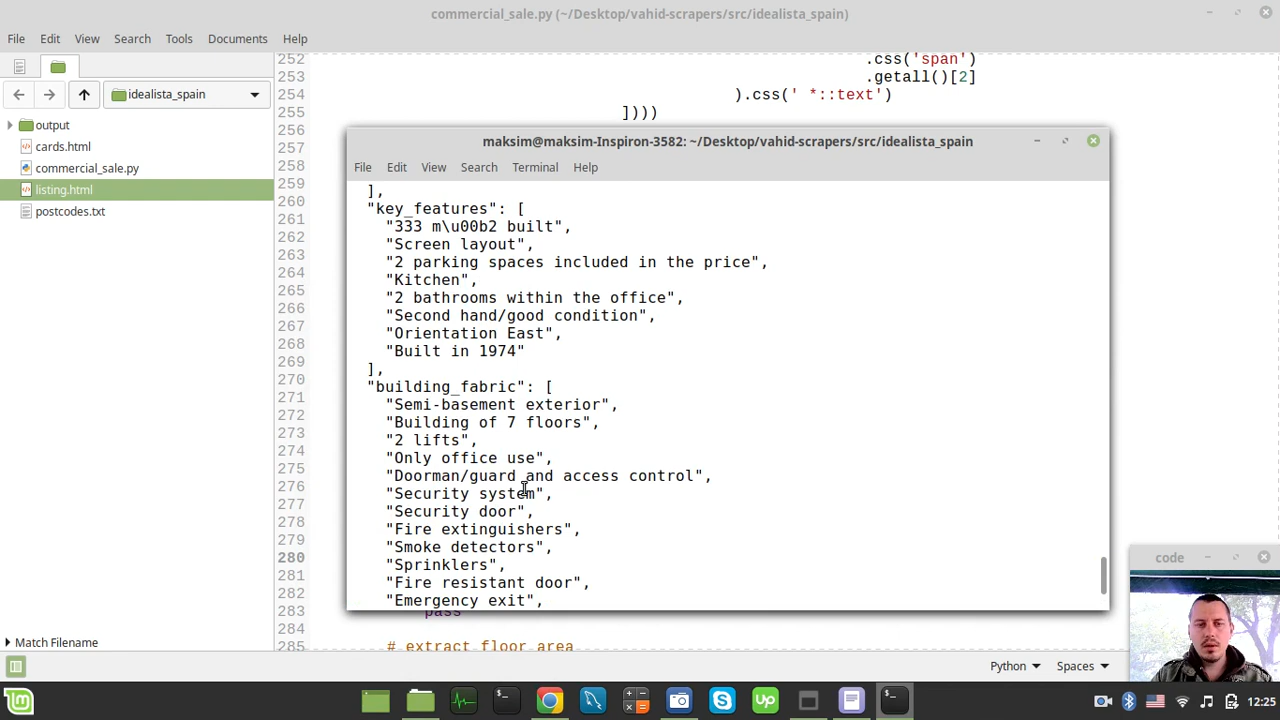 commercial_sale.py (~/Desktop/vahid-scrapers/src/idealista_spain)
File Edit View Search Tools Documents Help
idealista_spain
output
cards.html
commercial_sale.py
listing.html
postcodes.txt
Match Filename
252 .css('span')
253 .getall()[2]
254 ).css(' *::text')
255 ]))))
256
257
258
259
260
261
262
263
264
265
266
267
268
269
270
271
272
273
274
275
276
277
278
279
280
281
282
283 pass
284
285 # extract floor area
maksim@maksim-Inspiron-3582: ~/Desktop/vahid-scrapers/src/idealista_spain
File Edit View Search Terminal Help
],
"key_features": [
"333 m\u00b2 built",
"Screen layout",
"2 parking spaces included in the price",
"Kitchen",
"2 bathrooms within the office",
"Second hand/good condition",
"Orientation East",
"Built in 1974"
],
"building_fabric": [
"Semi-basement exterior",
"Building of 7 floors",
"2 lifts",
"Only office use",
"Doorman/guard and access control",
"Security system",
"Security door",
"Fire extinguishers",
"Smoke detectors",
"Sprinklers",
"Fire resistant door",
"Emergency exit",
code
Python Spaces
12:25